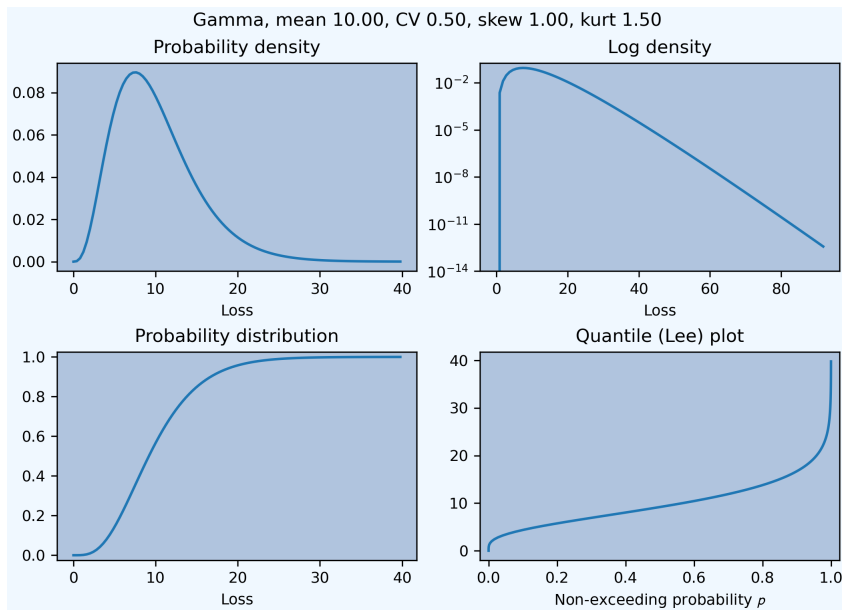 Gamma, mean 10.00, CV 0.50, skew 1.00, kurt 1.50
Probability density
0.08
0.06
0.04
0.02
0.00
0 10 20 30 40
Loss
Log density
10⁻²
10⁻⁵
10⁻⁸
10⁻¹¹
10⁻¹⁴
0 20 40 60 80
Loss
Probability distribution
1.0
0.8
0.6
0.4
0.2
0.0
0 10 20 30 40
Loss
Quantile (Lee) plot
40
30
20
10
0
0.0 0.2 0.4 0.6 0.8 1.0
Non-exceeding probability p